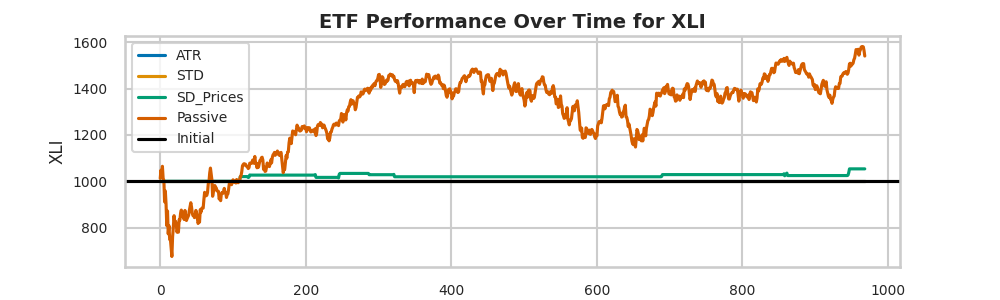 ETF Performance Over Time for XLI
1600
1400
1200
1000
800
XLI
ATR
STD
SD_Prices
Passive
Initial
0 200 400 600 800 1000